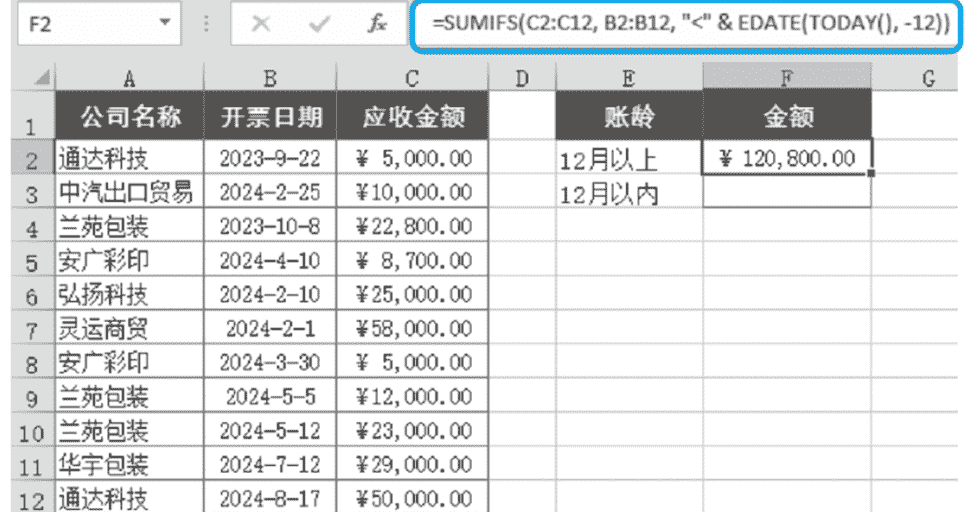 F2 fx =SUMIFS(C2:C12, B2:B12, "<" & EDATE(TODAY(), -12))
A B C D E F G
1 公司名称 开票日期 应收金额 账龄 金额
2 通达科技 2023-9-22 ¥ 5,000.00 12月以上 ¥ 120,800.00
3 中汽出口贸易 2024-2-25 ¥10,000.00 12月以内
4 兰苑包装 2023-10-8 ¥22,800.00
5 安广彩印 2024-4-10 ¥ 8,700.00
6 弘扬科技 2024-2-10 ¥25,000.00
7 灵运商贸 2024-2-1 ¥58,000.00
8 安广彩印 2024-3-30 ¥ 5,000.00
9 兰苑包装 2024-5-5 ¥12,000.00
10 兰苑包装 2024-5-12 ¥23,000.00
11 华宇包装 2024-7-12 ¥29,000.00
12 通达科技 2024-8-17 ¥50,000.00